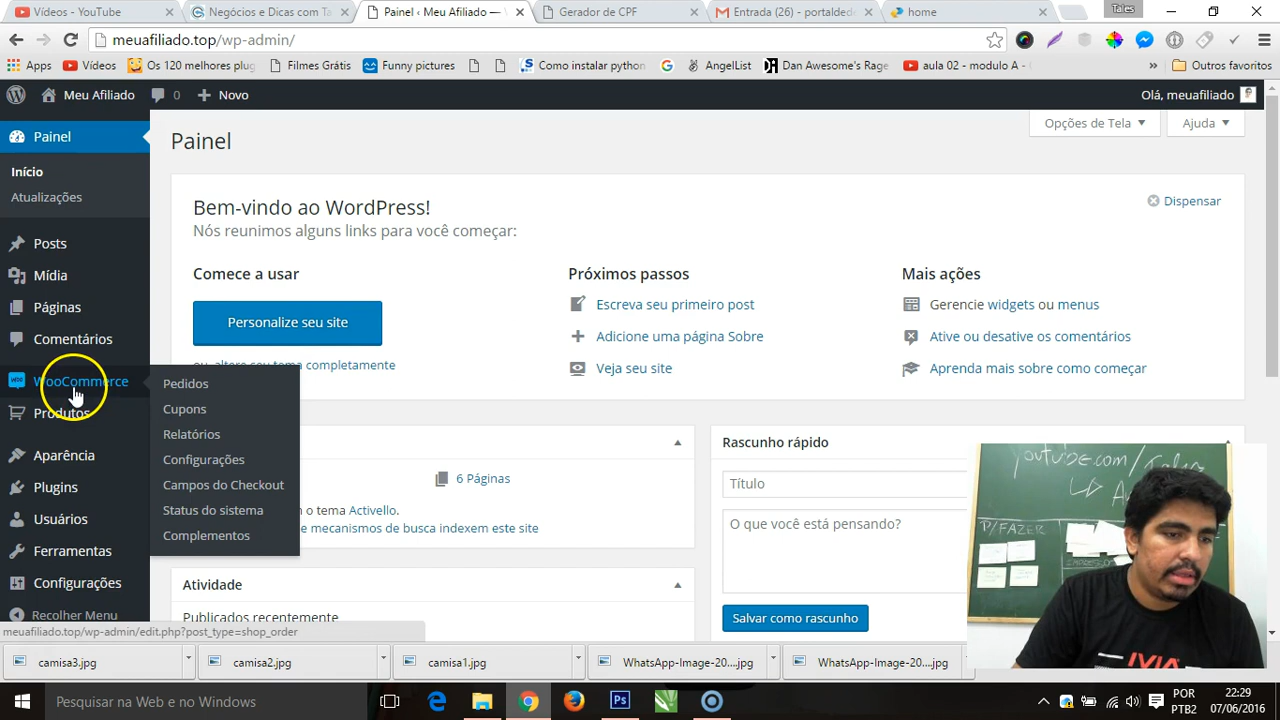 Vídeos - YouTube
Negócios e Dicas com Ta
Painel ‹ Meu Afiliado —
Gerador de CPF
Entrada (26) - portaldede
home
Tales
meuafiliado.top/wp-admin/
Apps
Vídeos
Os 120 melhores plug
Filmes Grátis
Funny pictures
Como instalar python
AngelList
Dan Awesome's Rage
aula 02 - modulo A -
Outros favoritos
Meu Afiliado
0
Novo
Olá, meuafiliado
Painel
Início
Atualizações
Posts
Mídia
Páginas
Comentários
WooCommerce
Produtos
Aparência
Plugins
Usuários
Ferramentas
Configurações
Recolher Menu
Pedidos
Cupons
Relatórios
Configurações
Campos do Checkout
Status do sistema
Complementos
Painel
Opções de Tela
Ajuda
Bem-vindo ao WordPress!
Dispensar
Nós reunimos alguns links para você começar:
Comece a usar
Personalize seu site
ou altere seu tema completamente
Próximos passos
Escreva seu primeiro post
Adicione uma página Sobre
Veja seu site
Mais ações
Gerencie widgets ou menus
Ative ou desative os comentários
Aprenda mais sobre como começar
6 Páginas
o tema Activello.
mecanismos de busca indexem este site
Atividade
Publicados recentemente
Rascunho rápido
Título
O que você está pensando?
Salvar como rascunho
youtube.com/
P/FAZER
meuafiliado.top/wp-admin/edit.php?post_type=shop_order
camisa3.jpg
camisa2.jpg
camisa1.jpg
WhatsApp-Image-20....jpg
WhatsApp-Image-20....jpg
Pesquisar na Web e no Windows
POR
PTB2
22:29
07/06/2016